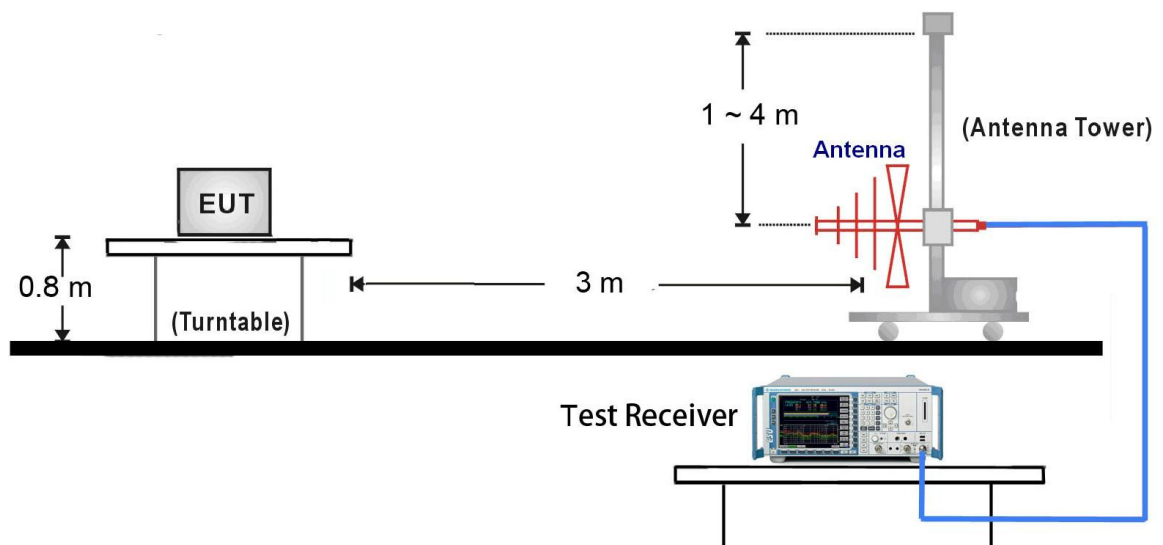 1 ~ 4 m
(Antenna Tower)
Antenna
EUT
0.8 m
3 m
(Turntable)
Test Receiver